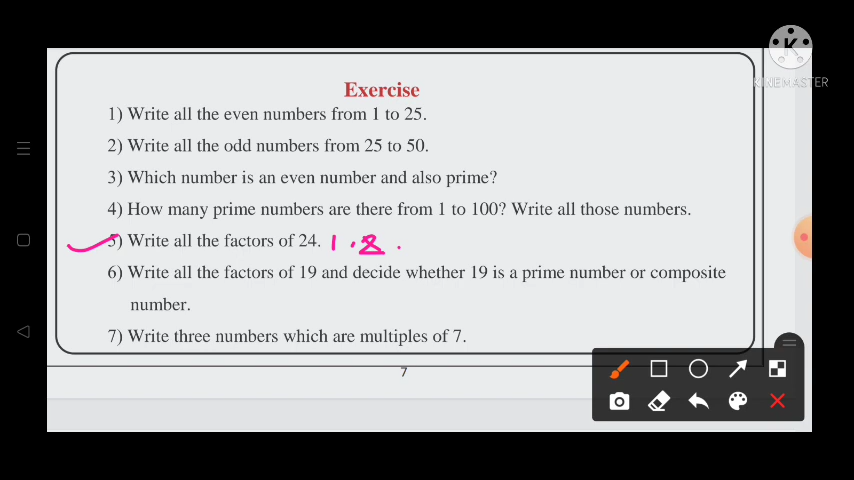 KINEMASTER
Exercise
1) Write all the even numbers from 1 to 25.
2) Write all the odd numbers from 25 to 50.
3) Which number is an even number and also prime?
4) How many prime numbers are there from 1 to 100? Write all those numbers.
5) Write all the factors of 24. 1 . 2 .
6) Write all the factors of 19 and decide whether 19 is a prime number or composite
number.
7) Write three numbers which are multiples of 7.
7